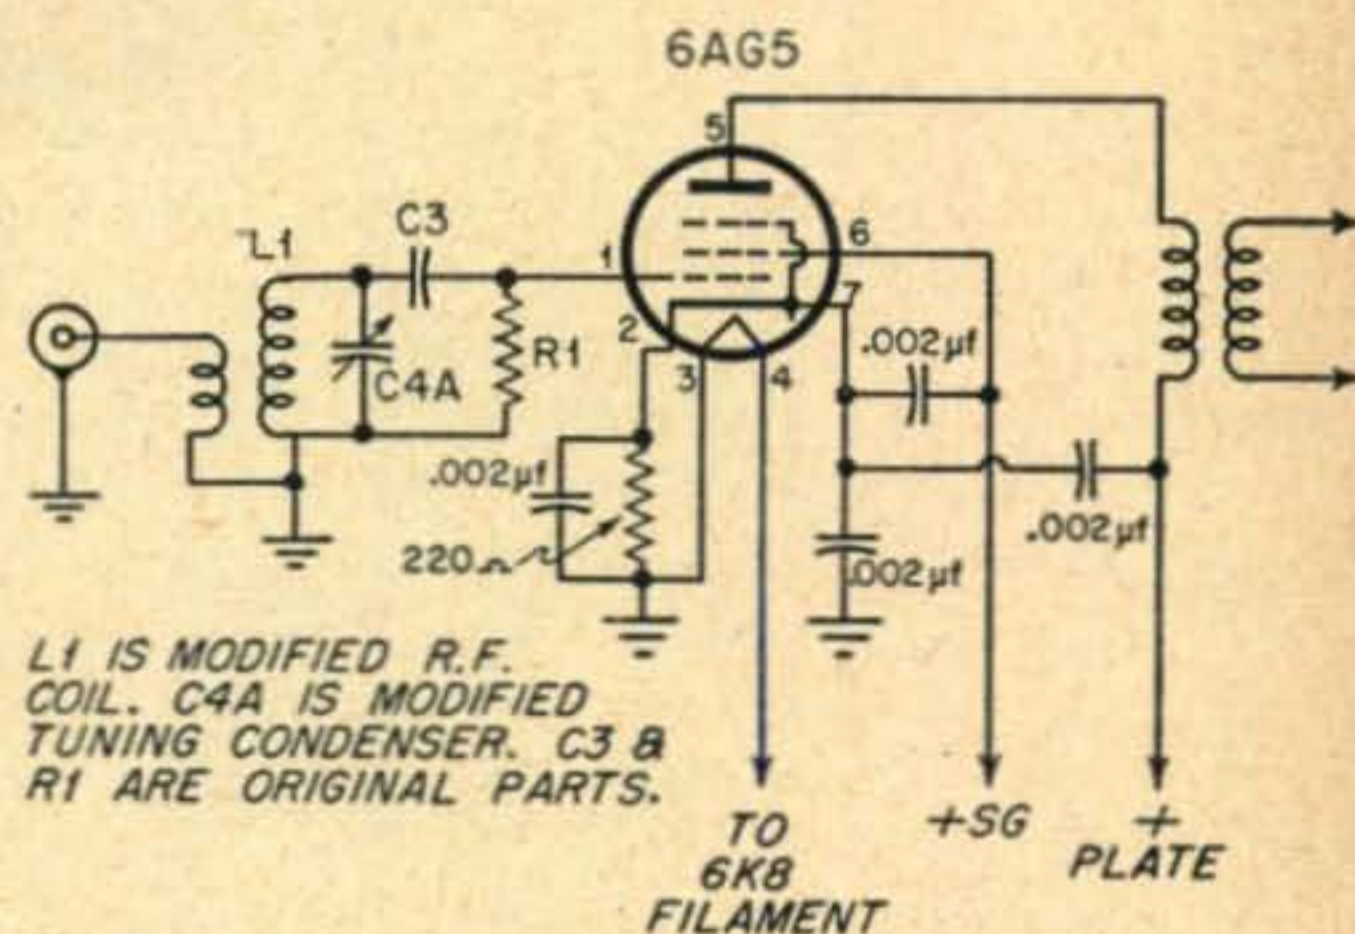 6AG5
5
C3
L1
1
6
7
2
R1
C4A
3
4
.002µf
.002µf
220Ω
.002µf
.002µf
L1 IS MODIFIED R.F.
COIL. C4A IS MODIFIED
TUNING CONDENSER. C3 &
R1 ARE ORIGINAL PARTS.
TO
6K8
FILAMENT
+SG
+
PLATE